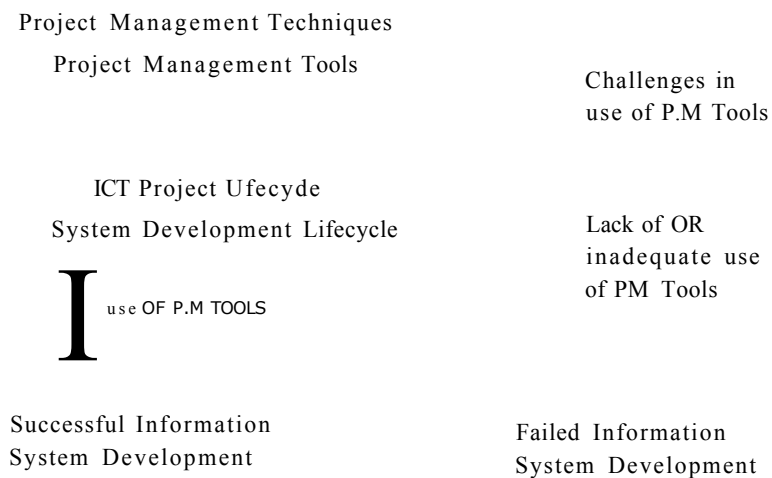 Project Management Techniques
Project Management Tools
Challenges in
use of P.M Tools
ICT Project Ufecyde
System Development Lifecycle
Lack of OR
inadequate use
of PM Tools
I
use OF P.M TOOLS
Successful Information
System Development
Failed Information
System Development